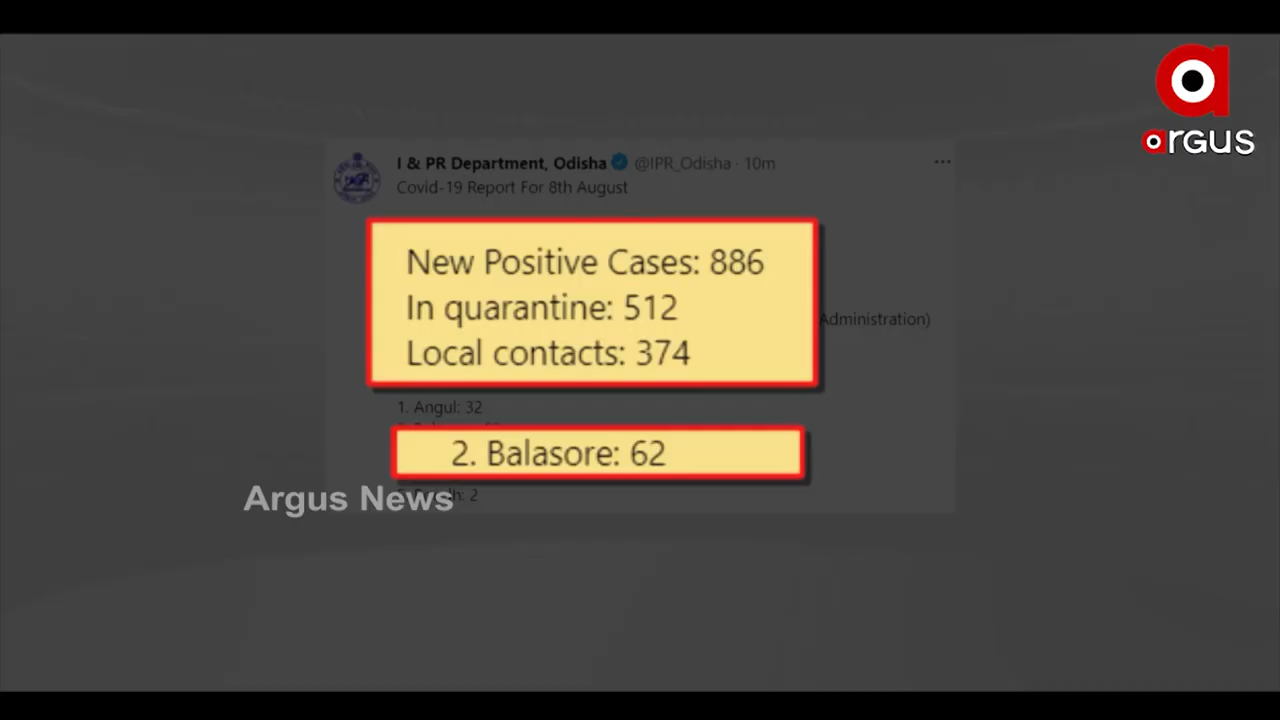 argus
I & PR Department, Odisha @IPR_Odisha · 10m
Covid-19 Report For 8th August
New Positive Cases: 886
In quarantine: 512
Administration)
Local contacts: 374
1. Angul: 32
2. Balasore: 62
Argus News
: 2